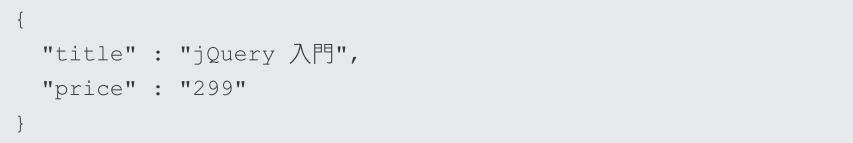 {
  "title" : "jQuery 入門",
  "price" : "299"
}